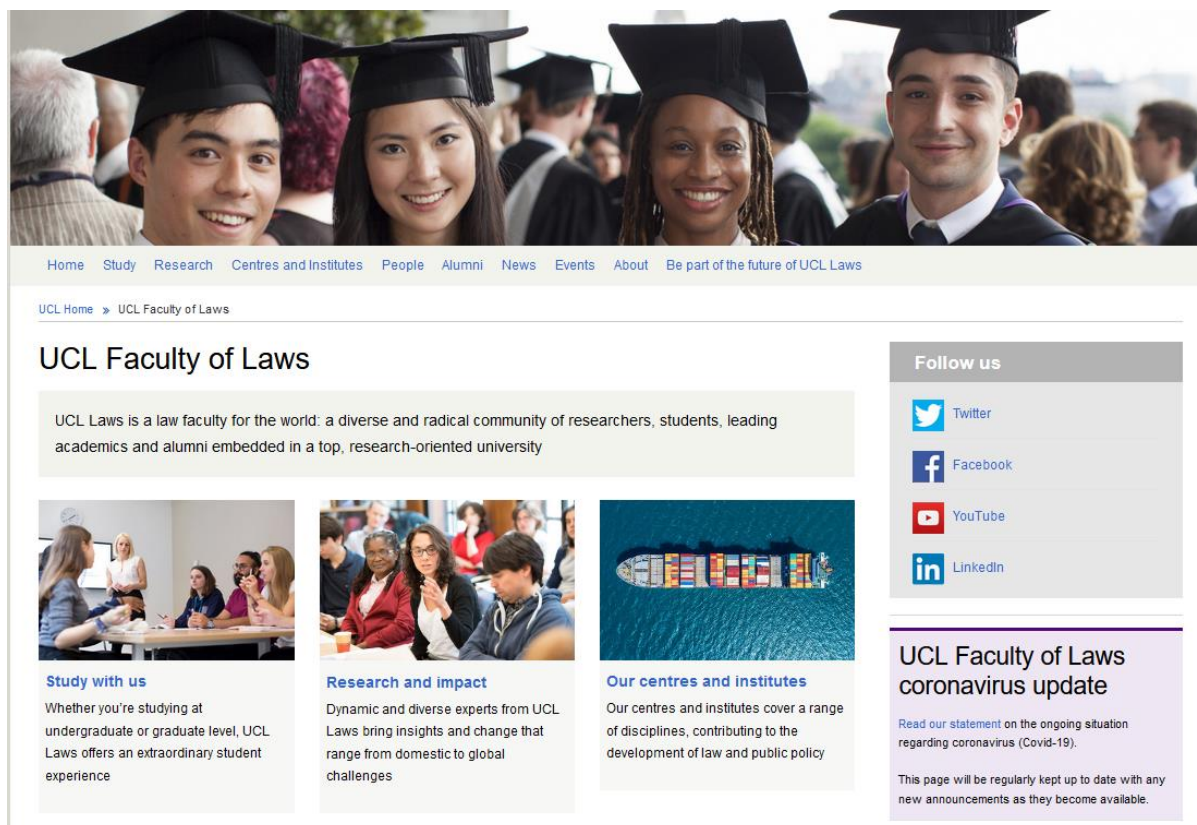 Home Study Research Centres and Institutes People Alumni News Events About Be part of the future of UCL Laws
UCL Home » UCL Faculty of Laws
UCL Faculty of Laws
UCL Laws is a law faculty for the world: a diverse and radical community of researchers, students, leading
academics and alumni embedded in a top, research-oriented university
Study with us
Whether you're studying at
undergraduate or graduate level, UCL
Laws offers an extraordinary student
experience
Research and impact
Dynamic and diverse experts from UCL
Laws bring insights and change that
range from domestic to global
challenges
Our centres and institutes
Our centres and institutes cover a range
of disciplines, contributing to the
development of law and public policy
Follow us
Twitter
Facebook
YouTube
in LinkedIn
UCL Faculty of Laws
coronavirus update
Read our statement on the ongoing situation
regarding coronavirus (Covid-19).
This page will be regularly kept up to date with any
new announcements as they become available.